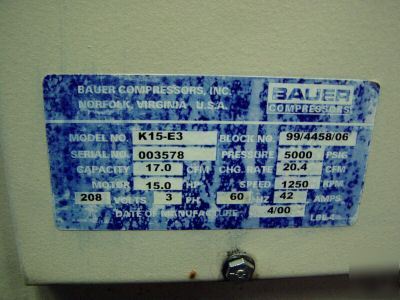 BAUER COMPRESSORS, INC.
NORFOLK, VIRGINIA U.S.A.
BAUER
COMPRESSORS
MODEL NO. K15-E3 BLOCK NO. 99/4458/06
SERIAL NO. 003578 PRESSURE 5000 PSIG
CAPACITY 17.0 CFM CHG. RATE 20.4 CFM
MOTOR 15.0 HP SPEED 1250 RPM
208 VOLTS 3 PH 60 HZ 42 AMPS
DATE OF MANUFACTURE 4/00